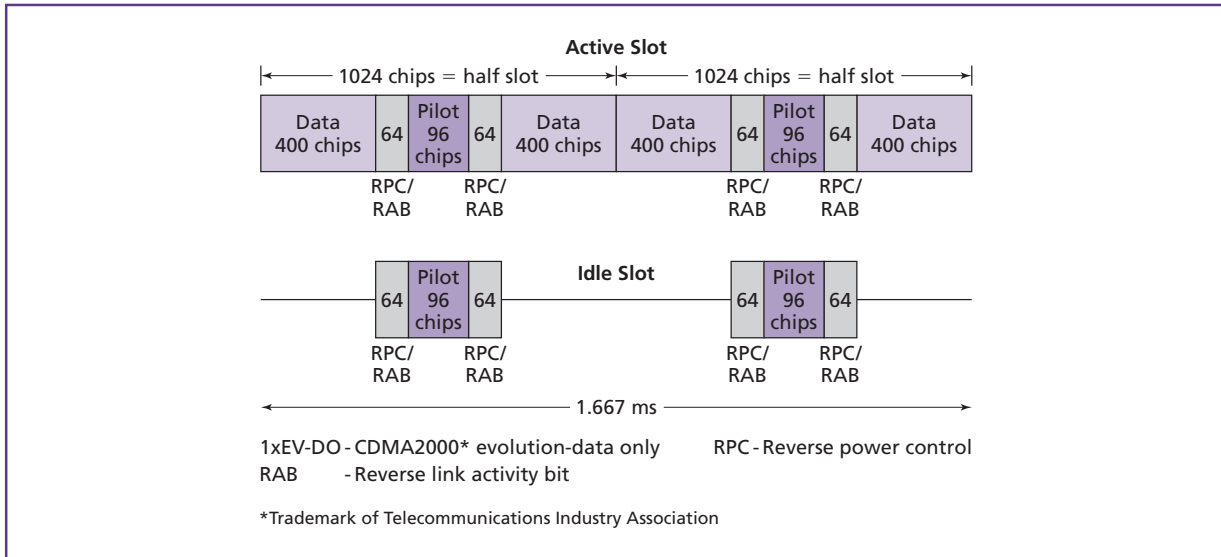 Active Slot
1024 chips = half slot 1024 chips = half slot
Data 400 chips 64 Pilot 96 chips 64 Data 400 chips Data 400 chips 64 Pilot 96 chips 64 Data 400 chips
RPC/RAB RPC/RAB RPC/RAB RPC/RAB
Idle Slot
64 Pilot 96 chips 64 64 Pilot 96 chips 64
RPC/RAB RPC/RAB RPC/RAB RPC/RAB
1.667 ms
1xEV-DO - CDMA2000* evolution-data only RPC - Reverse power control
RAB - Reverse link activity bit
*Trademark of Telecommunications Industry Association